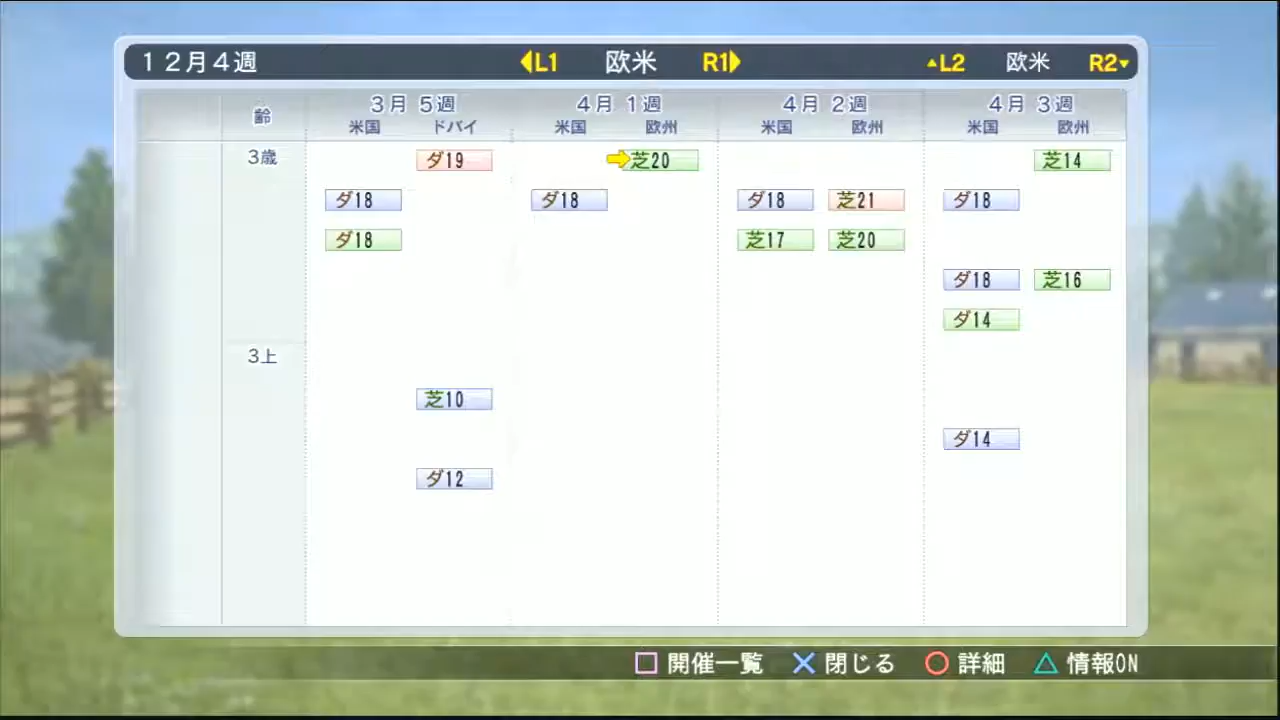 12月4週 L1 欧米 R1 L2 欧米 R2
齢 3月 5週 4月 1週 4月 2週 4月 3週
米国 ドバイ 米国 欧州 米国 欧州 米国 欧州
3歳 ダ19 芝20 芝14
ダ18 ダ18 ダ18 芝21 ダ18
ダ18 芝17 芝20
ダ18 芝16
ダ14
3上
芝10
ダ14
ダ12
開催一覧 閉じる 詳細 情報ON